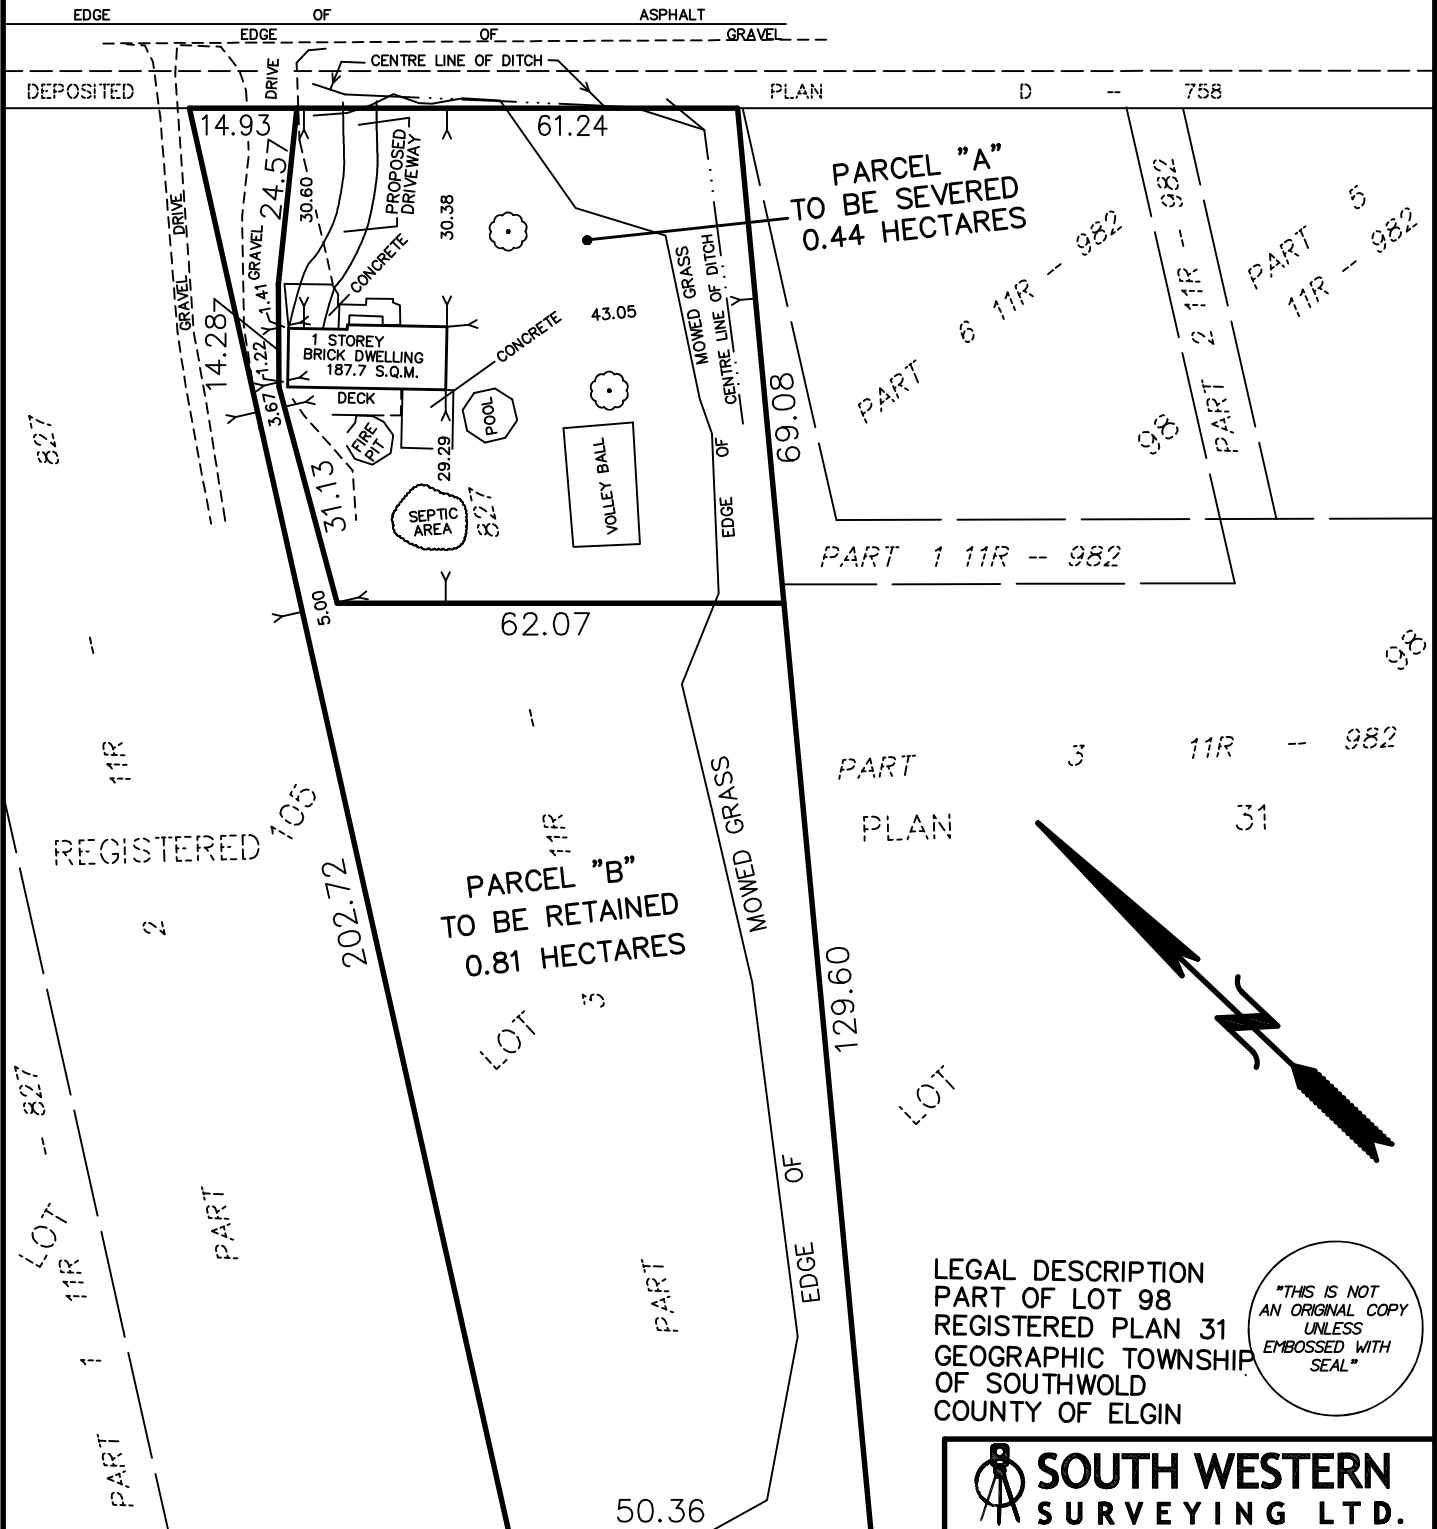 EDGE OF ASPHALT
EDGE OF GRAVEL
CENTRE LINE OF DITCH
DEPOSITED PLAN D -- 758
DRIVE
14.93
61.24
24.57
30.60
PROPOSED
DRIVEWAY
30.38
PARCEL "A"
TO BE SEVERED
0.44 HECTARES
GRAVEL DRIVE
GRAVEL
CONCRETE
1.41
1.22
14.28
3.67
1 STOREY
BRICK DWELLING
187.7 S.Q.M.
CONCRETE
43.05
DECK
FIRE
PIT
POOL
29.29
SEPTIC
AREA
827
VOLLEY BALL
MOWED GRASS
CENTRE LINE OF DITCH
EDGE OF
69.08
31.13
5.00
62.07
PART 6 11R -- 982
PART 2 11R -- 982
PART 5
11R -- 982
98
PART 1 11R -- 982
98
827
--
11R
REGISTERED
105
2
202.72
--
11R
PARCEL "B"
TO BE RETAINED
0.81 HECTARES
3
LOT
MOWED GRASS
129.60
PART 3 11R -- 982
PLAN 31
LOT
827
--
LOT
11R
1
PART
PART
PART
EDGE OF
50.36
LEGAL DESCRIPTION
PART OF LOT 98
REGISTERED PLAN 31
GEOGRAPHIC TOWNSHIP
OF SOUTHWOLD
COUNTY OF ELGIN
"THIS IS NOT
AN ORIGINAL COPY
UNLESS
EMBOSSED WITH
SEAL"
SOUTH WESTERN
SURVEYING LTD.